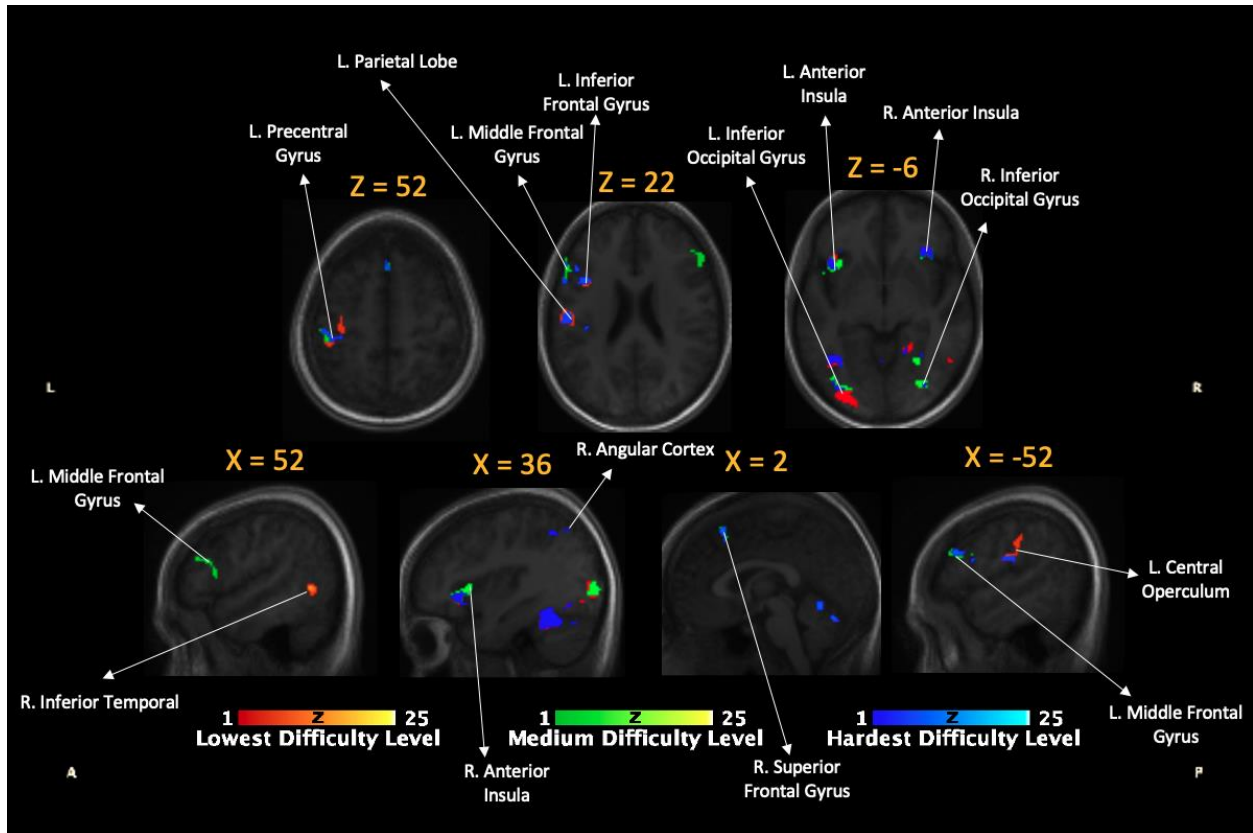 L. Parietal Lobe
L. Inferior
Frontal Gyrus
L. Anterior
Insula
R. Anterior Insula
L. Precentral
Gyrus
L. Middle Frontal
Gyrus
L. Inferior
Occipital Gyrus
R. Inferior
Occipital Gyrus
Z = 52
Z = 22
Z = -6
L
R
X = 52
X = 36
R. Angular Cortex
X = 2
X = -52
L. Middle Frontal
Gyrus
L. Central
Operculum
R. Inferior Temporal
1 Z 25
Lowest Difficulty Level
1 Z 25
Medium Difficulty Level
1 Z 25
Hardest Difficulty Level
L. Middle Frontal
Gyrus
R. Anterior
Insula
R. Superior
Frontal Gyrus
A
P